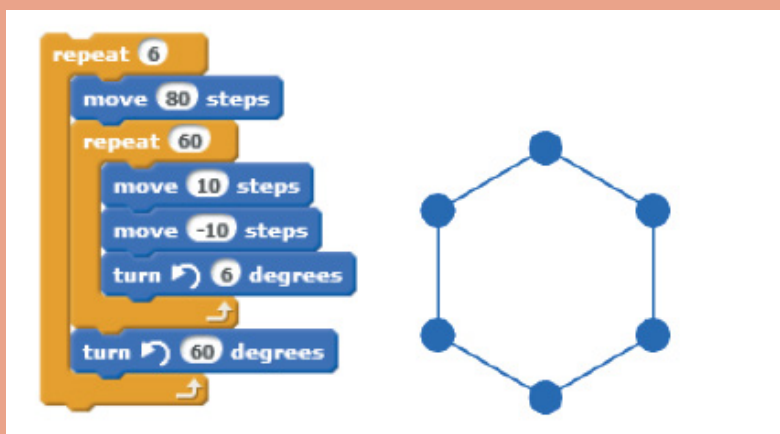 repeat 6
move 80 steps
repeat 60
move 10 steps
move -10 steps
turn ↶ 6 degrees
turn ↶ 60 degrees